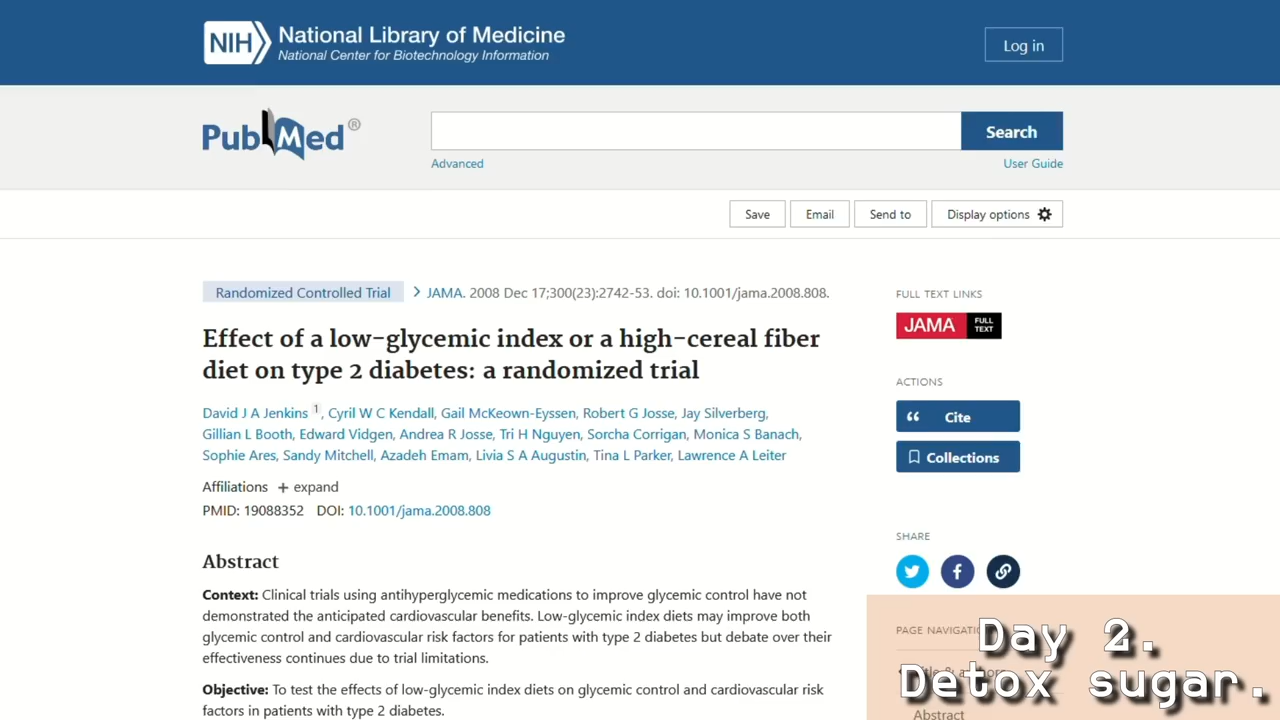 NIH National Library of Medicine
National Center for Biotechnology Information
Log in
PubMed®
Search
Advanced
User Guide
Save
Email
Send to
Display options
Randomized Controlled Trial
JAMA. 2008 Dec 17;300(23):2742-53. doi: 10.1001/jama.2008.808.
Effect of a low-glycemic index or a high-cereal fiber
diet on type 2 diabetes: a randomized trial
David J A Jenkins 1, Cyril W C Kendall, Gail McKeown-Eyssen, Robert G Josse, Jay Silverberg,
Gillian L Booth, Edward Vidgen, Andrea R Josse, Tri H Nguyen, Sorcha Corrigan, Monica S Banach,
Sophie Ares, Sandy Mitchell, Azadeh Emam, Livia S A Augustin, Tina L Parker, Lawrence A Leiter
Affiliations + expand
PMID: 19088352 DOI: 10.1001/jama.2008.808
Abstract
Context: Clinical trials using antihyperglycemic medications to improve glycemic control have not
demonstrated the anticipated cardiovascular benefits. Low-glycemic index diets may improve both
glycemic control and cardiovascular risk factors for patients with type 2 diabetes but debate over their
effectiveness continues due to trial limitations.
Objective: To test the effects of low-glycemic index diets on glycemic control and cardiovascular risk
factors in patients with type 2 diabetes.
FULL TEXT LINKS
JAMA FULL TEXT
ACTIONS
Cite
Collections
SHARE
PAGE
Day 2.
Detox sugar.
Abstract